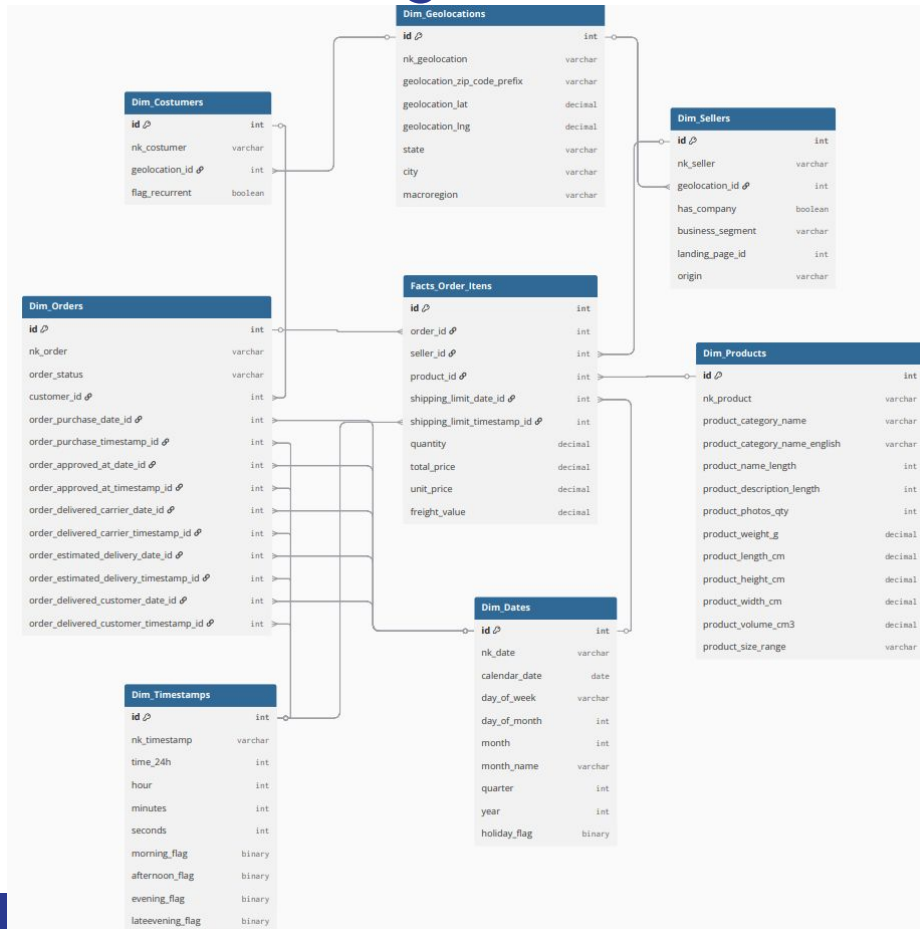 Dim_Geolocations
id int
nk_geolocation varchar
geolocation_zip_code_prefix varchar
geolocation_lat decimal
geolocation_lng decimal
state varchar
city varchar
macroregion varchar
Dim_Costumers
id int
nk_costumer varchar
geolocation_id int
flag_recurrent boolean
Dim_Sellers
id int
nk_seller varchar
geolocation_id int
has_company boolean
business_segment varchar
landing_page_id int
origin varchar
Dim_Orders
id int
nk_order varchar
order_status varchar
customer_id int
order_purchase_date_id int
order_purchase_timestamp_id int
order_approved_at_date_id int
order_approved_at_timestamp_id int
order_delivered_carrier_date_id int
order_delivered_carrier_timestamp_id int
order_estimated_delivery_date_id int
order_estimated_delivery_timestamp_id int
order_delivered_customer_date_id int
order_delivered_customer_timestamp_id int
Facts_Order_Itens
id int
order_id int
seller_id int
product_id int
shipping_limit_date_id int
shipping_limit_timestamp_id int
quantity decimal
total_price decimal
unit_price decimal
freight_value decimal
Dim_Products
id int
nk_product varchar
product_category_name varchar
product_category_name_english varchar
product_name_length int
product_description_length int
product_photos_qty int
product_weight_g decimal
product_length_cm decimal
product_height_cm decimal
product_width_cm decimal
product_volume_cm3 decimal
product_size_range varchar
Dim_Dates
id int
nk_date varchar
calendar_date date
day_of_week varchar
day_of_month int
month int
month_name varchar
quarter int
year int
holiday_flag binary
Dim_Timestamps
id int
nk_timestamp varchar
time_24h int
hour int
minutes int
seconds int
morning_flag binary
afternoon_flag binary
evening_flag binary
lateevening_flag binary